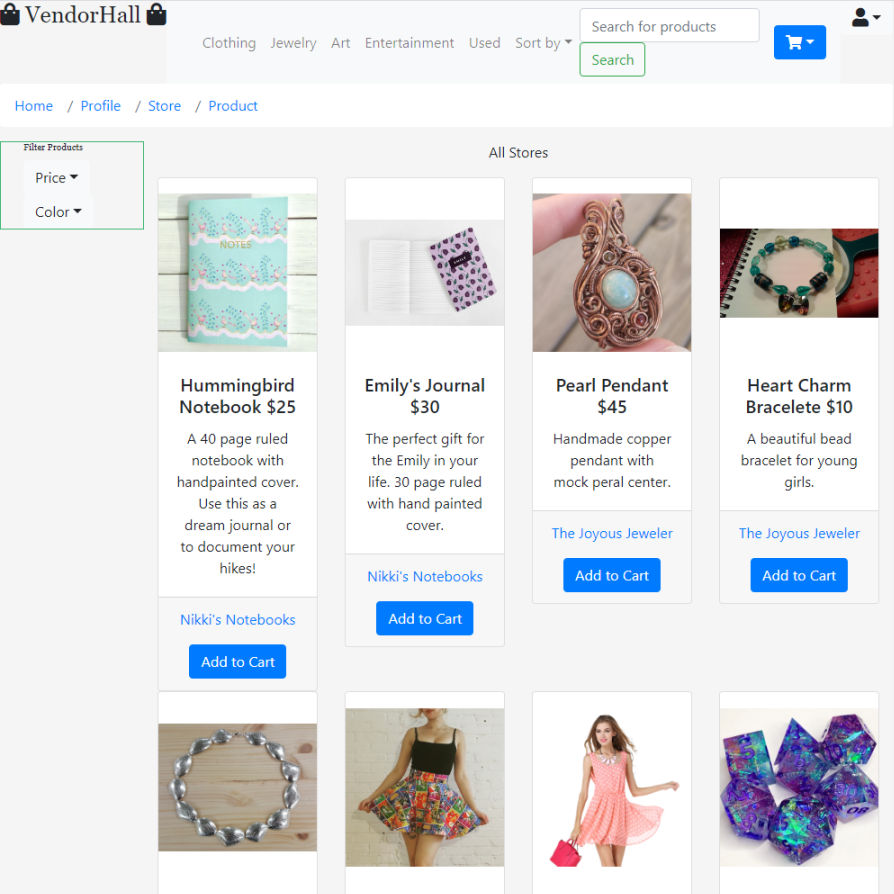 VendorHall
Clothing Jewelry Art Entertainment Used Sort by
Search for products
Search
Home / Profile / Store / Product
Filter Products
Price
Color
All Stores
NOTES
Hummingbird
Notebook $25
A 40 page ruled
notebook with
handpainted cover.
Use this as a
dream journal or
to document your
hikes!
Nikki's Notebooks
Add to Cart
EMILY
Emily's Journal
$30
The perfect gift for
the Emily in your
life. 30 page ruled
with hand painted
cover.
Nikki's Notebooks
Add to Cart
Pearl Pendant
$45
Handmade copper
pendant with
mock peral center.
The Joyous Jeweler
Add to Cart
Heart Charm
Bracelete $10
A beautiful bead
bracelet for young
girls.
The Joyous Jeweler
Add to Cart